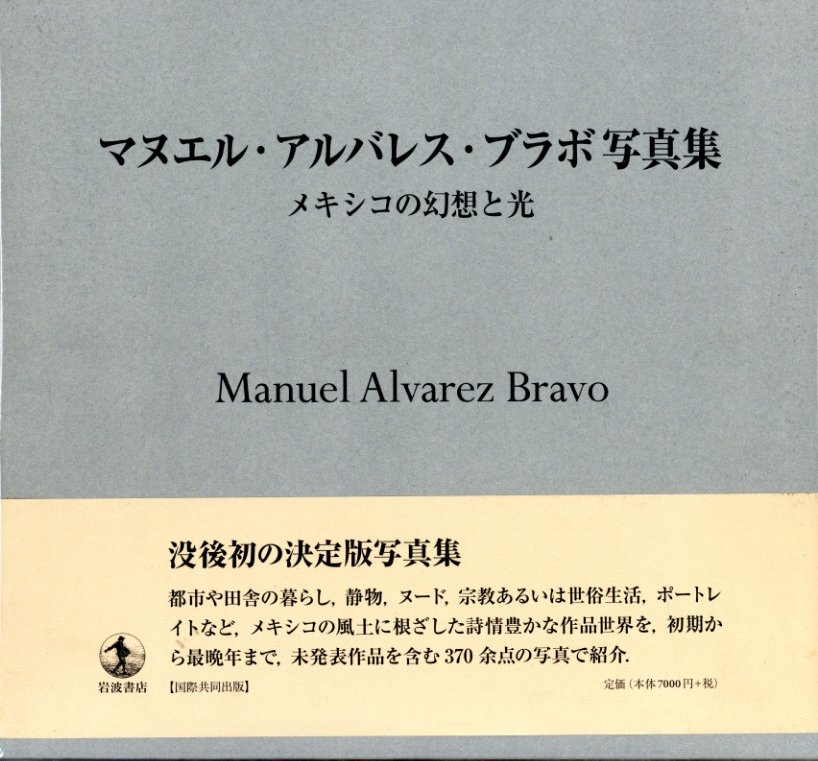 マヌエル・アルバレス・ブラボ写真集
メキシコの幻想と光
Manuel Alvarez Bravo
没後初の決定版写真集
都市や田舎の暮らし，静物，ヌード，宗教あるいは世俗生活，ポートレ
イトなど，メキシコの風土に根ざした詩情豊かな作品世界を，初期か
ら最晩年まで，未発表作品を含む370余点の写真で紹介．
岩波書店 【国際共同出版】 定価（本体7000円＋税）